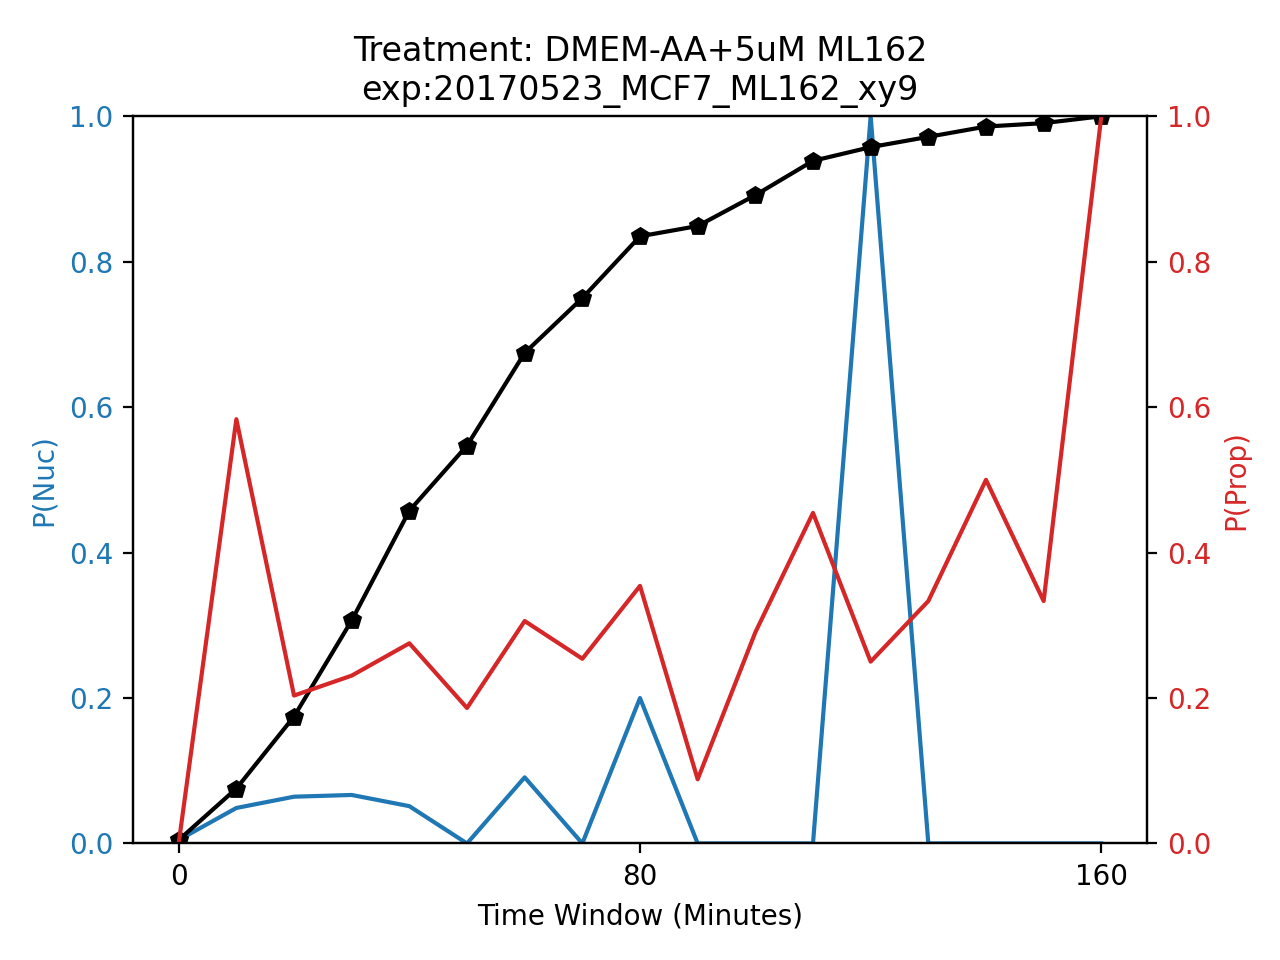 Treatment: DMEM-AA+5uM ML162
exp:20170523_MCF7_ML162_xy9
1.0
0.8
0.6
0.4
0.2
0.0
P(Nuc)
1.0
0.8
0.6
0.4
0.2
0.0
P(Prop)
0 80 160
Time Window (Minutes)